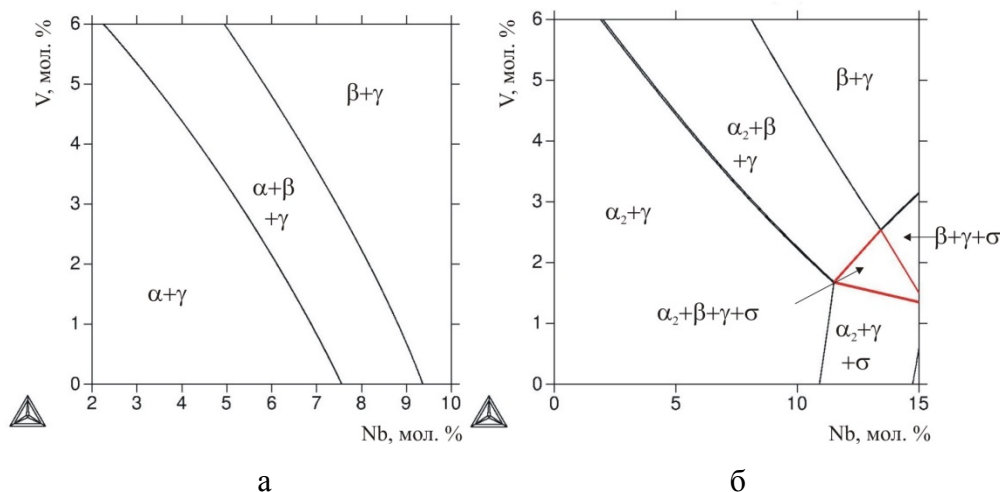 V, мол. %
6
5
4
3
2
1
0
β+γ
α+β
+γ
α+γ
2 3 4 5 6 7 8 9 10
Nb, мол. %
а
V, мол. %
6
5
4
3
2
1
0
β+γ
α₂+β
+γ
α₂+γ
β+γ+σ
α₂+β+γ+σ
α₂+γ
+σ
0 5 10 15
Nb, мол. %
б